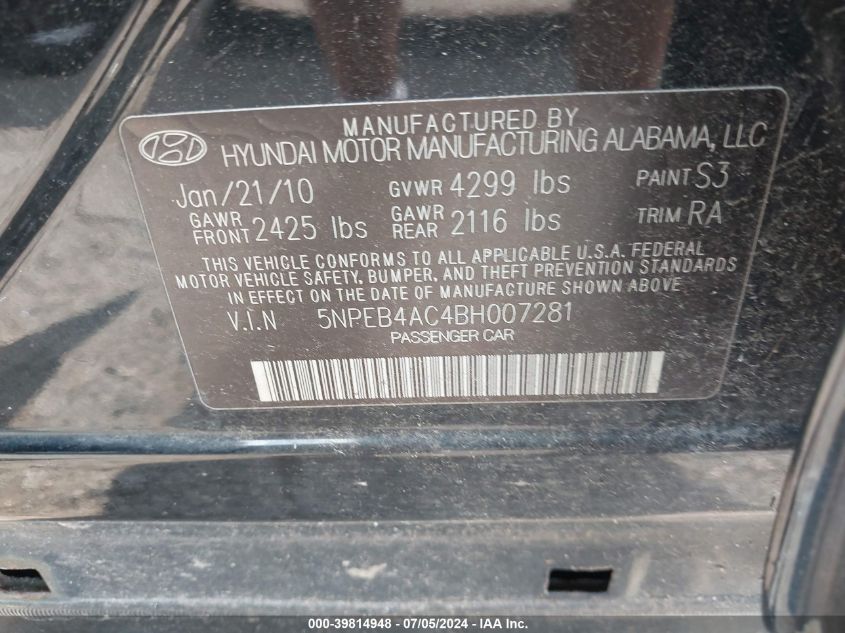 MANUFACTURED BY
HYUNDAI MOTOR MANUFACTURING ALABAMA, LLC
Jan/21/10 GVWR 4299 lbs PAINT S3
GAWR FRONT 2425 lbs GAWR REAR 2116 lbs TRIM RA
THIS VEHICLE CONFORMS TO ALL APPLICABLE U.S.A. FEDERAL
MOTOR VEHICLE SAFETY, BUMPER, AND THEFT PREVENTION STANDARDS
IN EFFECT ON THE DATE OF MANUFACTURE SHOWN ABOVE
V.I.N 5NPEB4AC4BH007281
PASSENGER CAR
000-39814948 - 07/05/2024 - IAAI Inc.